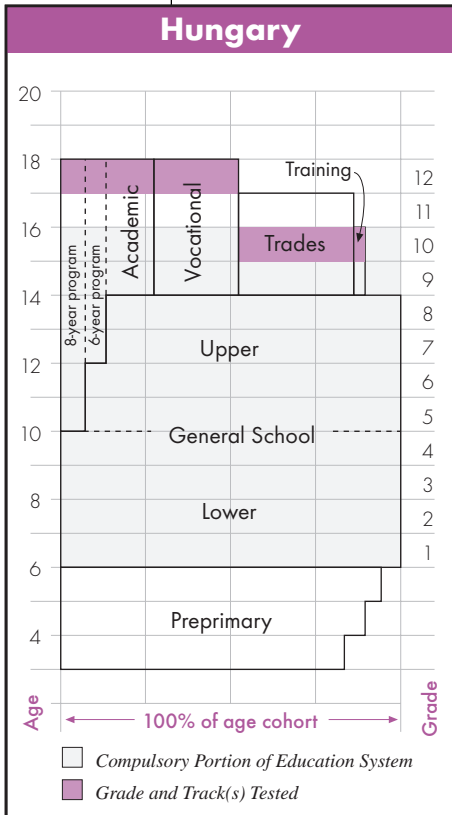 Hungary
20
18
16
14
12
10
8
6
4
Age
12
11
10
9
8
7
6
5
4
3
2
1
Grade
8-year program
6-year program
Academic
Vocational
Training
Trades
Upper
General School
Lower
Preprimary
100% of age cohort
Compulsory Portion of Education System
Grade and Track(s) Tested